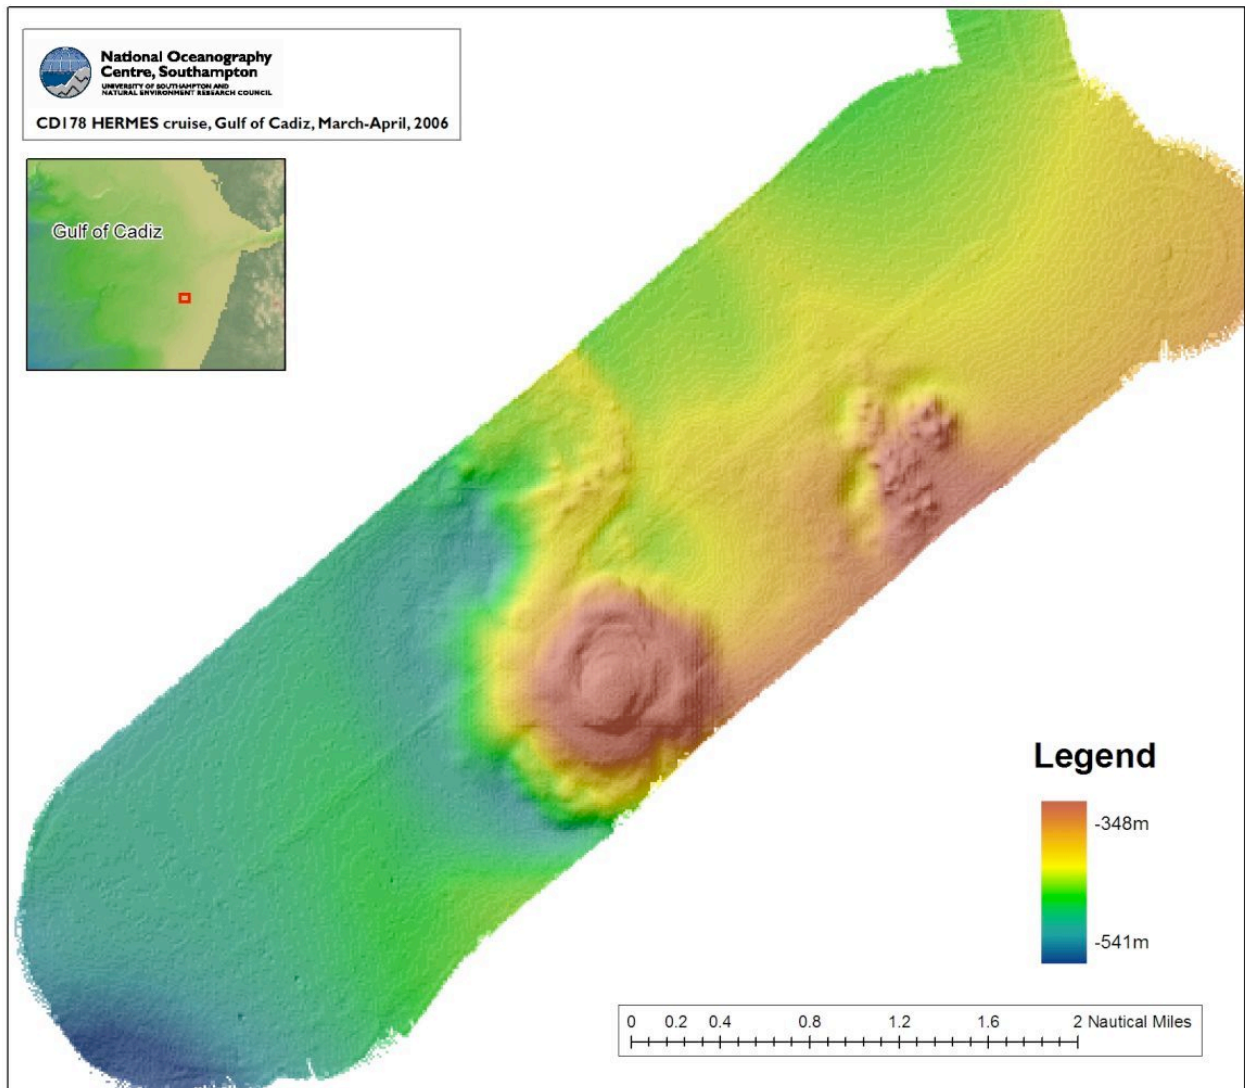 National Oceanography
Centre, Southampton
UNIVERSITY OF SOUTHAMPTON AND
NATURAL ENVIRONMENT RESEARCH COUNCIL
CD178 HERMES cruise, Gulf of Cadiz, March-April, 2006
Gulf of Cadiz
Legend
-348m
-541m
0 0.2 0.4 0.8 1.2 1.6 2 Nautical Miles